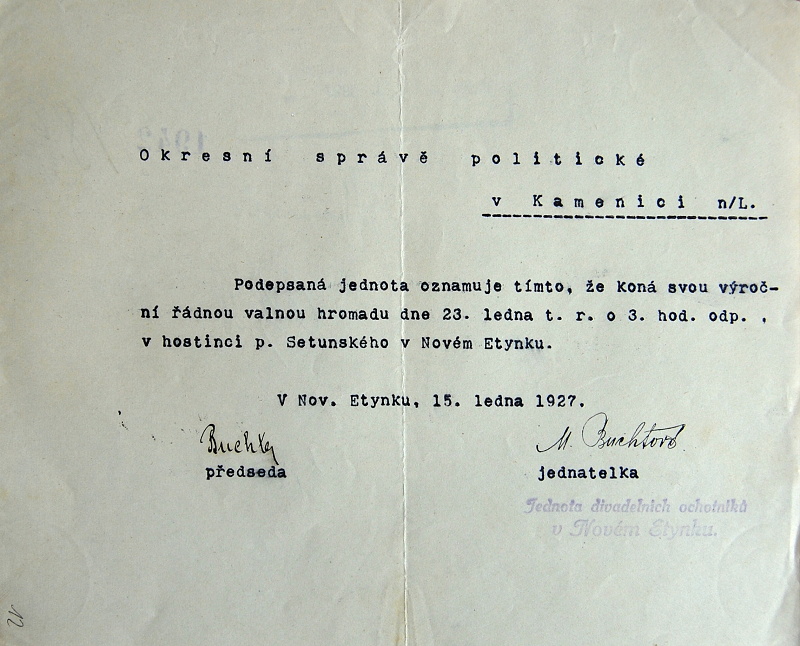 Okresní správě politické
v Kamenici n/L.
Podepsaná jednota oznamuje tímto, že koná svou výroč-
ní řádnou valnou hromadu dne 23. ledna t. r. o 3. hod. odp. ,
v hostinci p. Setunského v Novém Etynku.
V Nov. Etynku, 15. ledna 1927.
M. Buchtová
předseda jednatelka
Jednota divadelních ochotníků
v Novém Etynku.
12